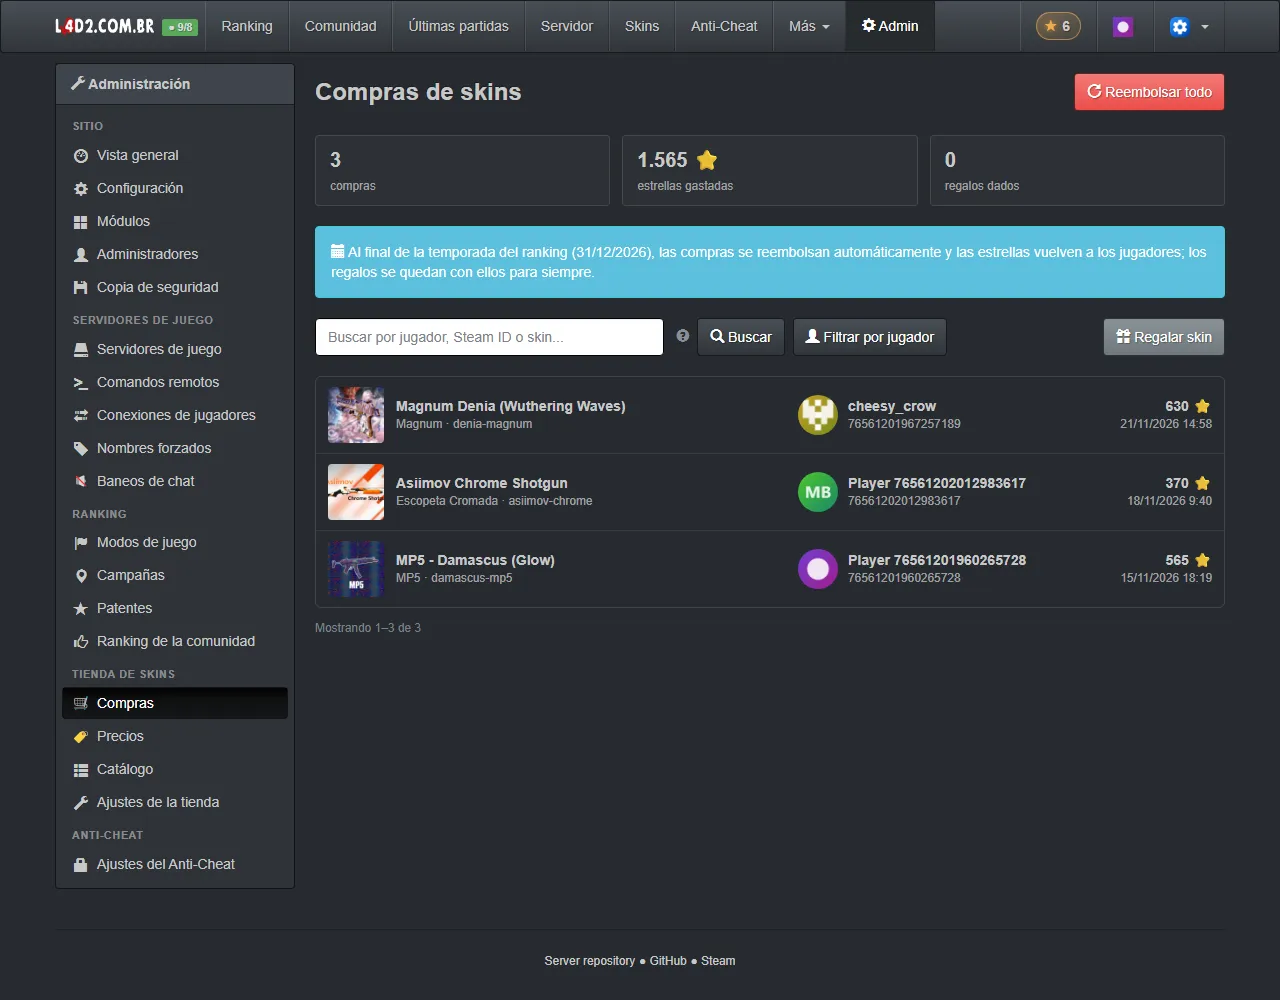 L4D2.COM.BR
● 9/8
Ranking
Comunidad
Últimas partidas
Servidor
Skins
Anti-Cheat
Más
Admin
6
Administración
SITIO
Vista general
Configuración
Módulos
Administradores
Copia de seguridad
SERVIDORES DE JUEGO
Servidores de juego
Comandos remotos
Conexiones de jugadores
Nombres forzados
Baneos de chat
RANKING
Modos de juego
Campañas
Patentes
Ranking de la comunidad
TIENDA DE SKINS
Compras
Precios
Catálogo
Ajustes de la tienda
ANTI-CHEAT
Ajustes del Anti-Cheat
Compras de skins
Reembolsar todo
3
compras
1.565
estrellas gastadas
0
regalos dados
Al final de la temporada del ranking (31/12/2026), las compras se reembolsan automáticamente y las estrellas vuelven a los jugadores; los
regalos se quedan con ellos para siempre.
Buscar por jugador, Steam ID o skin...
?
Buscar
Filtrar por jugador
Regalar skin
Magnum Denia (Wuthering Waves)
Magnum · denia-magnum
cheesy_crow
76561201967257189
630
21/11/2026 14:58
Asiimov Chrome Shotgun
Escopeta Cromada · asiimov-chrome
MB
Player 76561202012983617
76561202012983617
370
18/11/2026 9:40
MP5
MP5 - Damascus (Glow)
MP5 · damascus-mp5
Player 76561201960265728
76561201960265728
565
15/11/2026 18:19
Mostrando 1–3 de 3
Server repository ● GitHub ● Steam